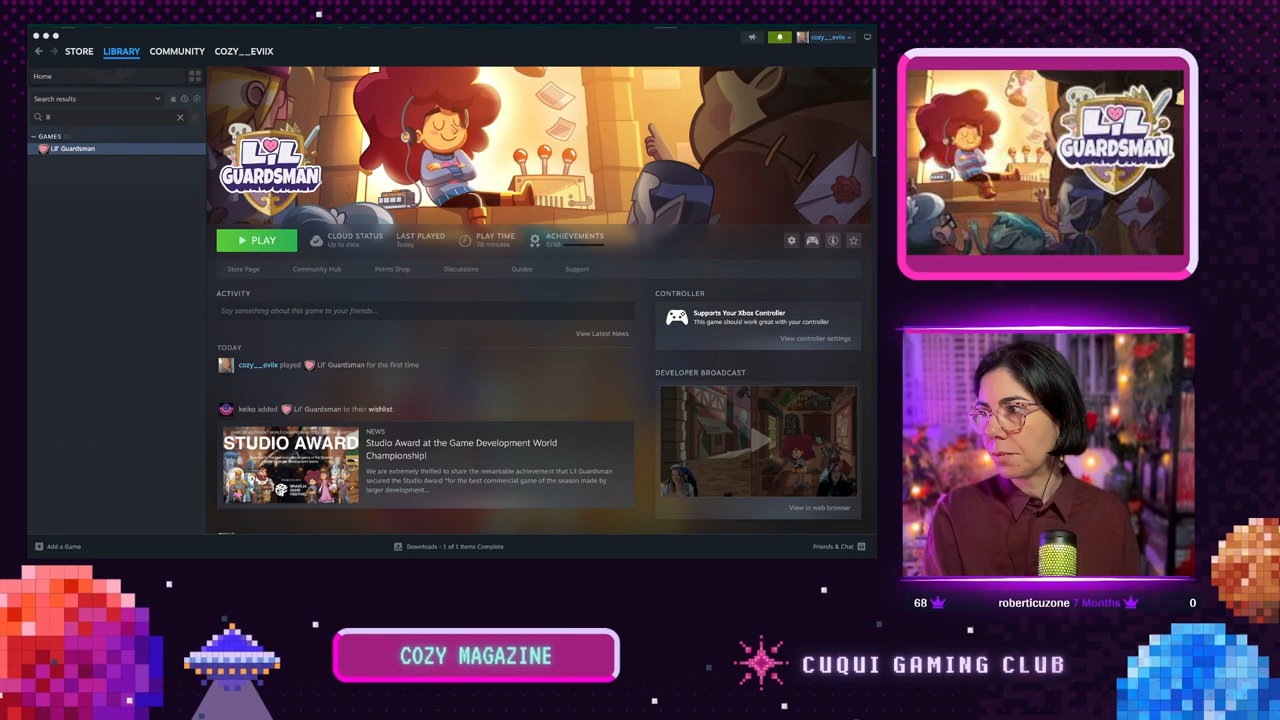 STORE LIBRARY COMMUNITY COZY__EVIIX
cozy__eviix
Home
Search results
GAMES (1)
Lil' Guardsman
LIL
GUARDSMAN
PLAY
CLOUD STATUS
Up to date
LAST PLAYED
Today
PLAY TIME
78 minutes
ACHIEVEMENTS
0/48
Store Page Community Hub Points Shop Discussions Guides Support
ACTIVITY
Say something about this game to your friends...
View Latest News
TODAY
cozy__eviix played Lil' Guardsman for the first time
keiko added Lil' Guardsman to their wishlist.
STUDIO AWARD
BRASILIA
GAME
FESTIVAL
NEWS
Studio Award at the Game Development World
Championship!
We are extremely thrilled to share the remarkable achievement that Lil Guardsman
secured the Studio Award "for the best commercial game of the season made by
larger development...
CONTROLLER
Supports Your Xbox Controller
This game should work great with your controller
View controller settings
DEVELOPER BROADCAST
View in web browser
Add a Game
Downloads - 1 of 1 Items Complete
Friends & Chat
LIL
GUARDSMAN
68
roberticuzone 7 Months
0
COZY MAGAZINE
CUQUI GAMING CLUB